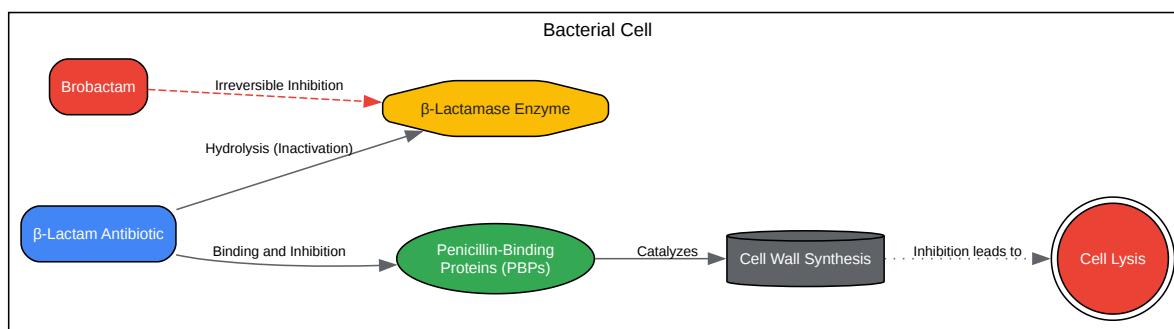 Bacterial Cell
Brobactam
Irreversible Inhibition
β-Lactamase Enzyme
Hydrolysis (Inactivation)
β-Lactam Antibiotic
Binding and Inhibition
Penicillin-Binding
Proteins (PBPs)
Catalyzes
Cell Wall Synthesis
Inhibition leads to
Cell Lysis